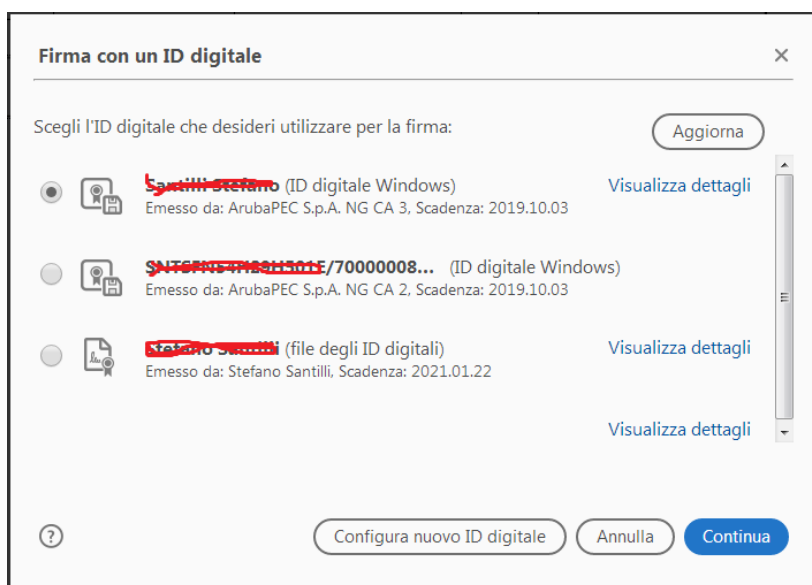 Firma con un ID digitale
Scegli l'ID digitale che desideri utilizzare per la firma:
Aggiorna
(ID digitale Windows)
Visualizza dettagli
Emesso da: ArubaPEC S.p.A. NG CA 3, Scadenza: 2019.10.03
/70000008... (ID digitale Windows)
Emesso da: ArubaPEC S.p.A. NG CA 2, Scadenza: 2019.10.03
(file degli ID digitali)
Visualizza dettagli
Emesso da: Stefano Santilli, Scadenza: 2021.01.22
Visualizza dettagli
?
Configura nuovo ID digitale
Annulla
Continua